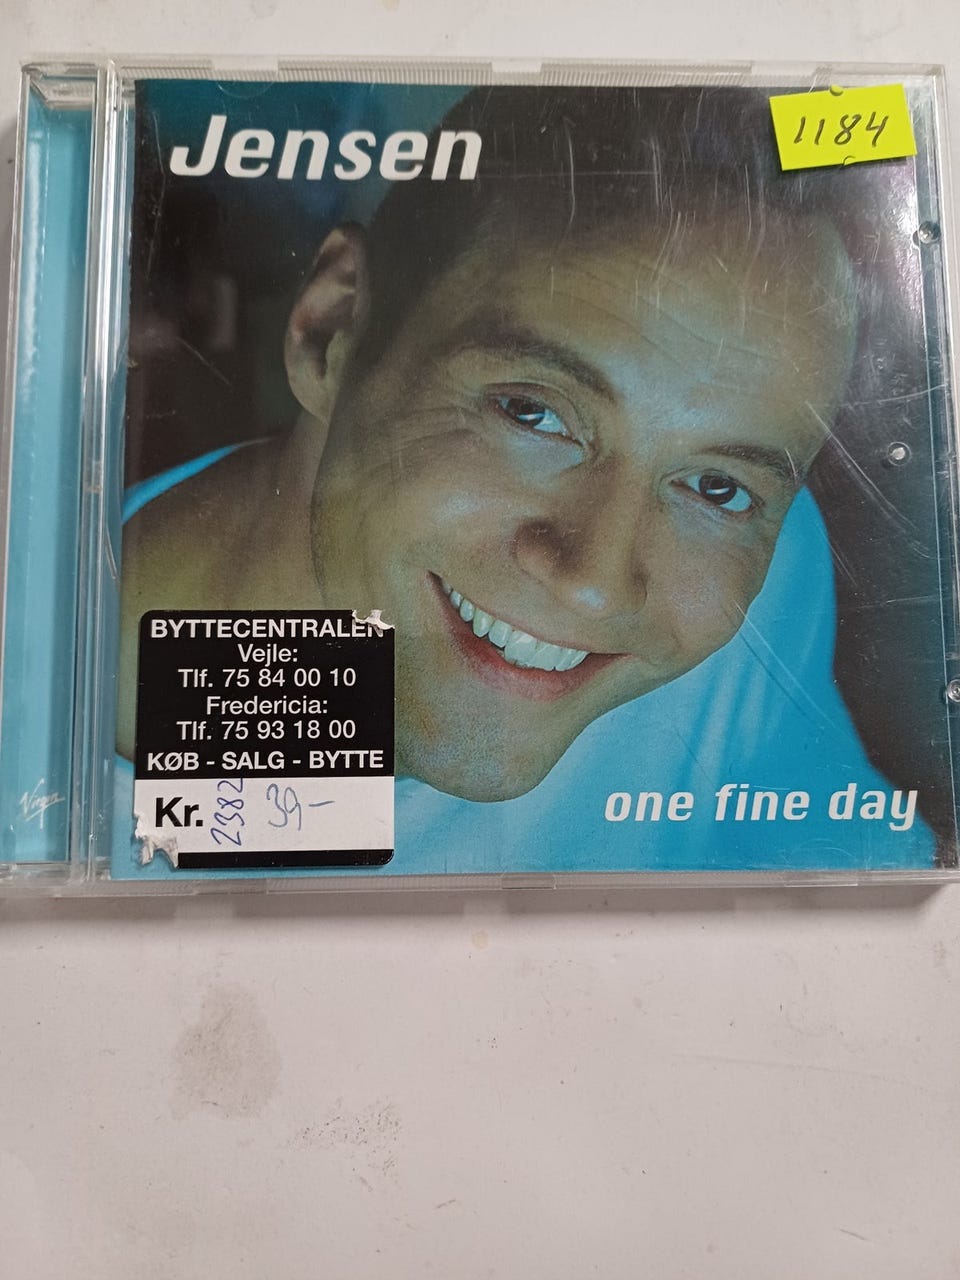 Jensen
1184
BYTTECENTRALEN
Vejle:
Tlf. 75 84 00 10
Fredericia:
Tlf. 75 93 18 00
KØB - SALG - BYTTE
Kr. 2382 39,-
one fine day
Virgin